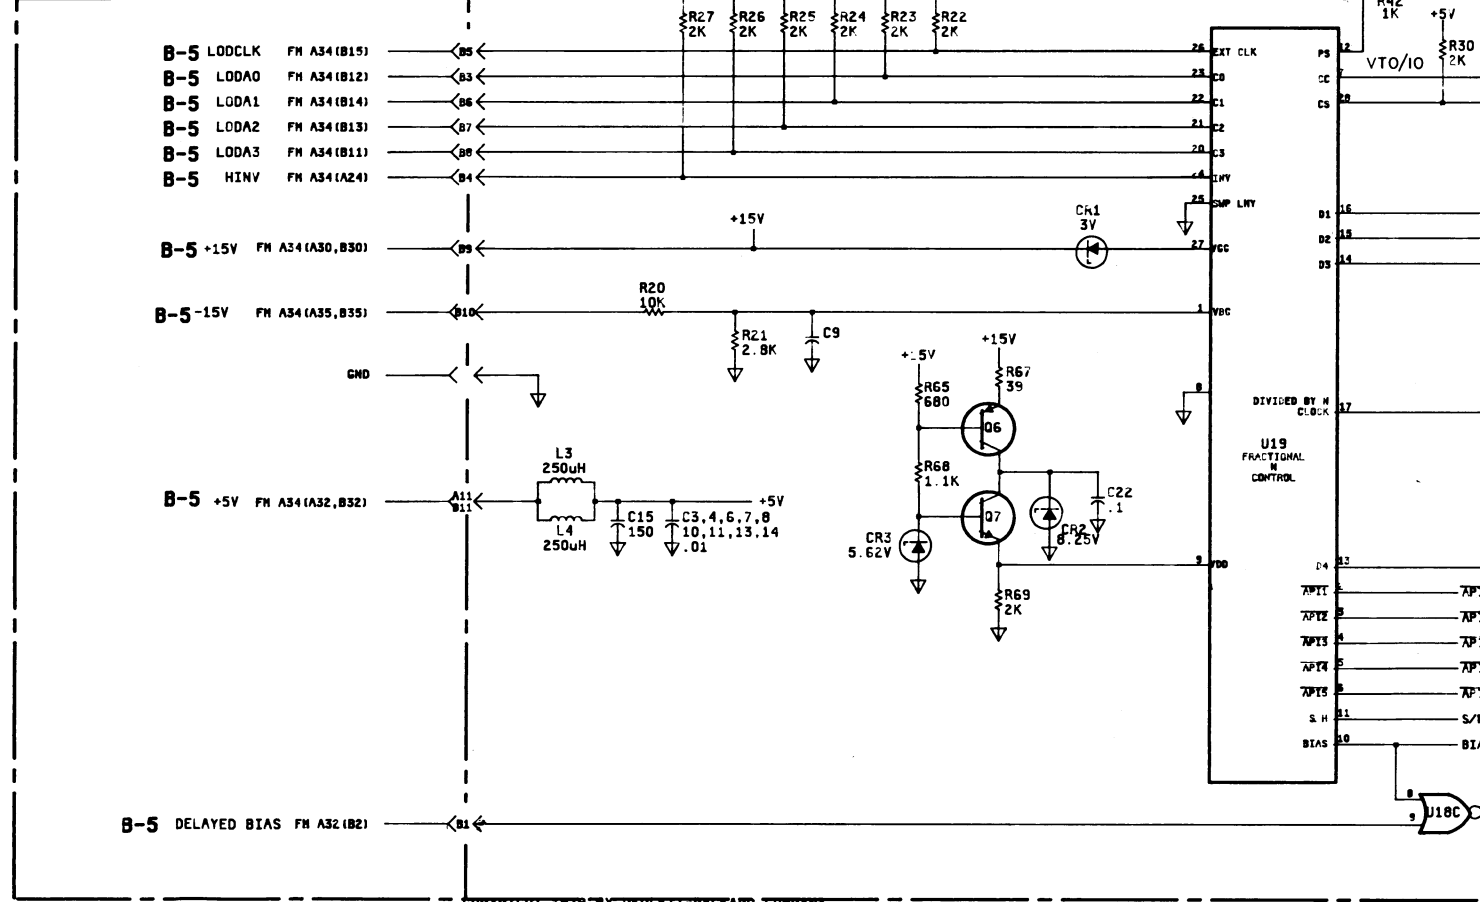 R27 2K
R26 2K
R25 2K
R24 2K
R23 2K
R22 2K
1K
+5V
R30 2K
B-5 LODCLK FM A34(B15) B5 26 EXT CLK PS 12
VTO/IO
B-5 LODA0 FM A34(B12) B3 23 C0 CC 7
B-5 LODA1 FM A34(B14) B6 22 C1 CS 28
B-5 LODA2 FM A34(B13) B7 21 C2
B-5 LODA3 FM A34(B11) B8 20 C3
B-5 HINV FM A34(A24) B4 INV
25 SWP LNY
D1 16
D2 15
D3 14
+15V
CR1
3V
B-5 +15V FM A34(A30,B30) B9 27
B-5 -15V FM A34(A35,B35) B10 1
R20
10K
R21
2.8K
C9
GND
8
+15V
R65
680
R67
39
Q6
R68
1.1K
Q7
CR3
5.62V
CR2
8.25V
C22
.1
R69
2K
DIVIDED BY N
CLOCK 17
U19
FRACTIONAL
N
CONTROL
L3
250uH
B-5 +5V FM A34(A32,B32) A11
B11
+5V
L4
250uH
C15
150
C3,4,6,7,8
10,11,13,14
.01
9 VDD
D4 13
API1
API2
API3 4
API4 5
API5 6
S H 11
BIAS 10
8
9
U18C
B-5 DELAYED BIAS FM A32(B2) B1